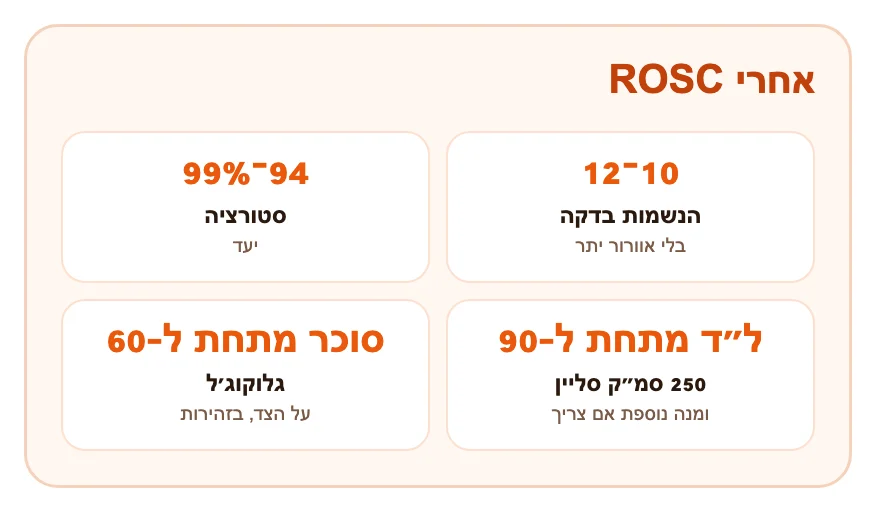 אחרי ROSC
10־12
הנשמות בדקה
בלי אוורור יתר
94־99%
סטורציה
יעד
ל״ד מתחת ל-90
250 סמ״ק סליין
ומנה נוספת אם צריך
סוכר מתחת ל-60
גלוקוג׳ל
על הצד, בזהירות